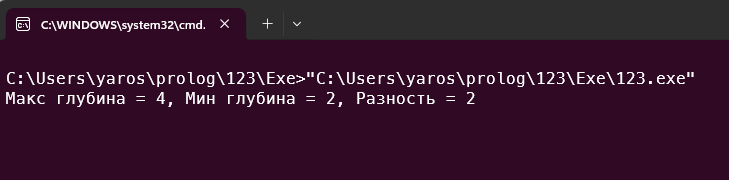 C:\WINDOWS\system32\cmd.
C:\Users\yaros\prolog\123\Exe>"C:\Users\yaros\prolog\123\Exe\123.exe"
Макс глубина = 4, Мин глубина = 2, Разность = 2